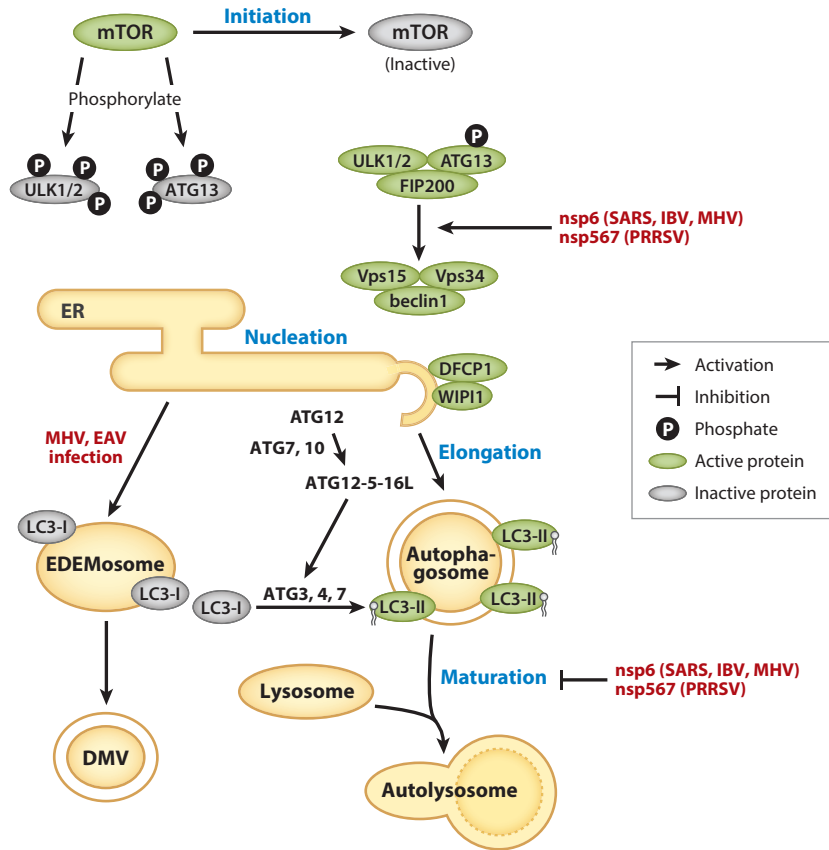 Initiation
mTOR
mTOR
(Inactive)
Phosphorylate
P
P
P
ULK1/2
P
P
P
ATG13
P
ULK1/2
ATG13
FIP200
nsp6 (SARS, IBV, MHV)
nsp567 (PRRSV)
Vps15
Vps34
beclin1
ER
Nucleation
DFCP1
WIPI1
Activation
Inhibition
P
Phosphate
Active protein
Inactive protein
MHV, EAV
infection
ATG12
ATG7, 10
ATG12-5-16L
Elongation
LC3-I
EDEMosome
LC3-I
LC3-I
ATG3, 4, 7
LC3-II
Autopha-
gosome
LC3-II
LC3-II
Maturation
nsp6 (SARS, IBV, MHV)
nsp567 (PRRSV)
Lysosome
DMV
Autolysosome